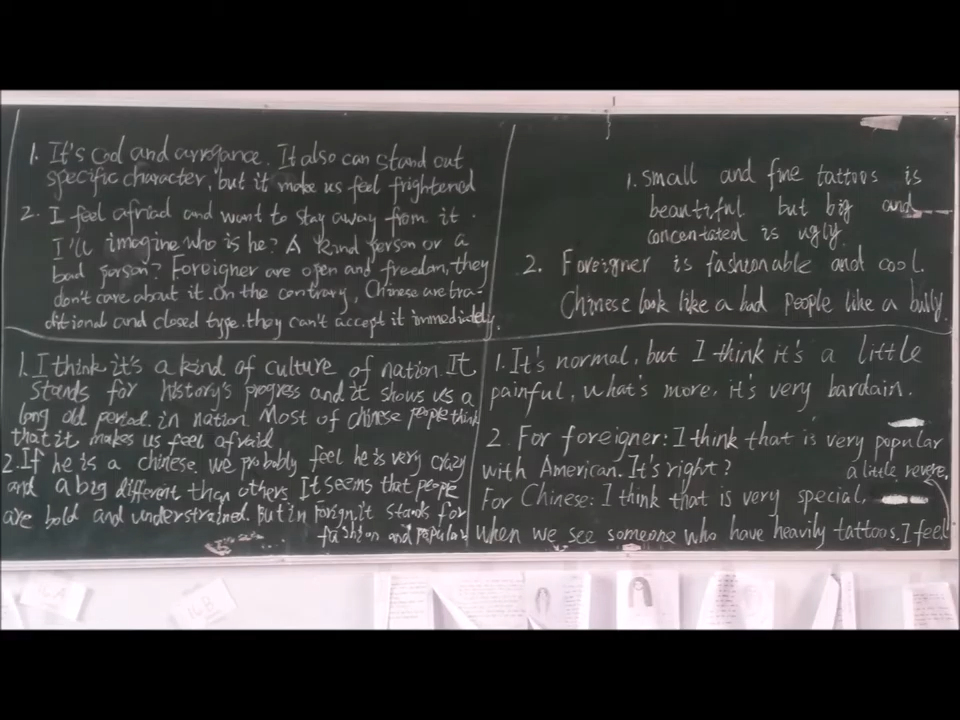 1. It's Cool and arrogance. It also can stand out
specific character, but it make us feel frightened
2. I feel afriad and want to stay away from it.
I'll imagine who is he? A kind person or a
bad person? Foreigner are open and freedom, they
don't care about it. On the contrary, Chinese are tra-
ditional and closed type. they can't accept it immediately.
1. small and fine tattoos is
beautiful but big and
concentated is ugly
2. Foreigner is fashionable and cool.
Chinese look like a bad people like a bully.
1. I think it's a kind of culture of nation. It
stands for history's progress and it shows us a
long old period in nation. Most of chinese people think
that it makes us feel afraid
2. If he is a chinese. we probably feel he is very crazy
and a big different than others. It seems that people
are bold and understrained. But in foreign, it stands for
fashion and popular
1. It's normal, but I think it's a little
painful, what's more, it's very bardain.
2. For foreigner: I think that is very popular
with American. It's right?
For Chinese: I think that is very special.
when we see someone who have heavily tattoos. I feel
a little revere.